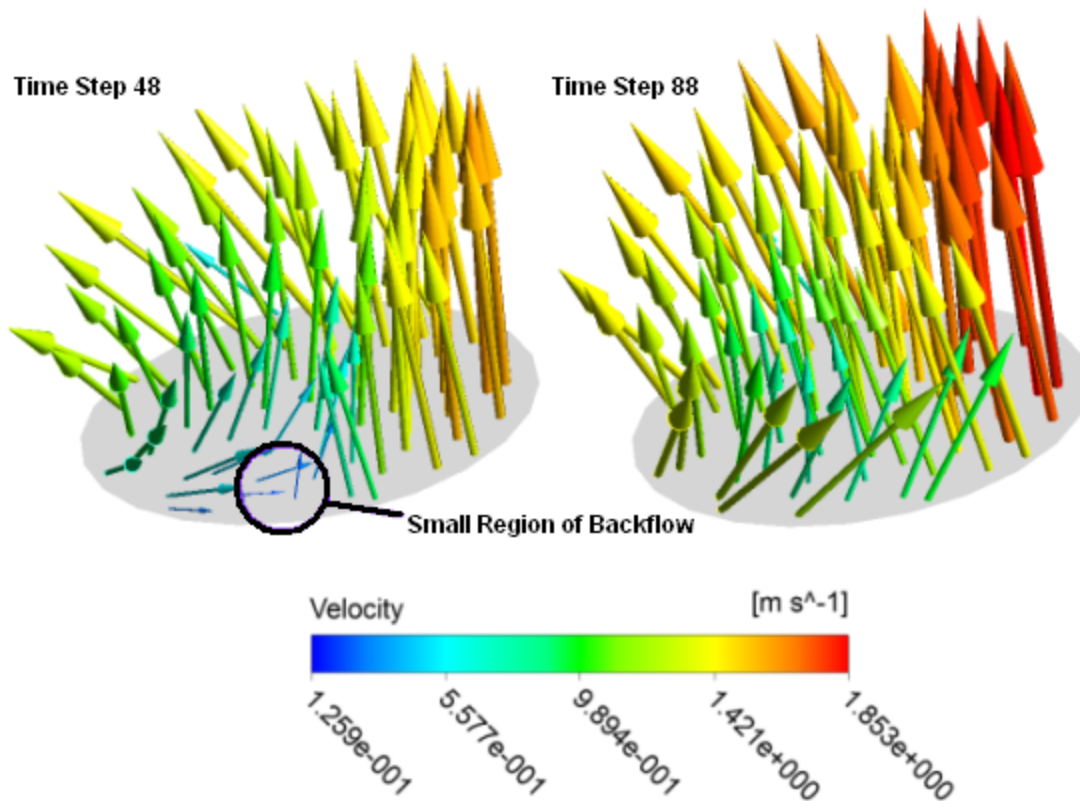 Time Step 48
Time Step 88
Small Region of Backflow
Velocity
[m s^-1]
1.259e-001
5.577e-001
9.894e-001
1.421e+000
1.853e+000